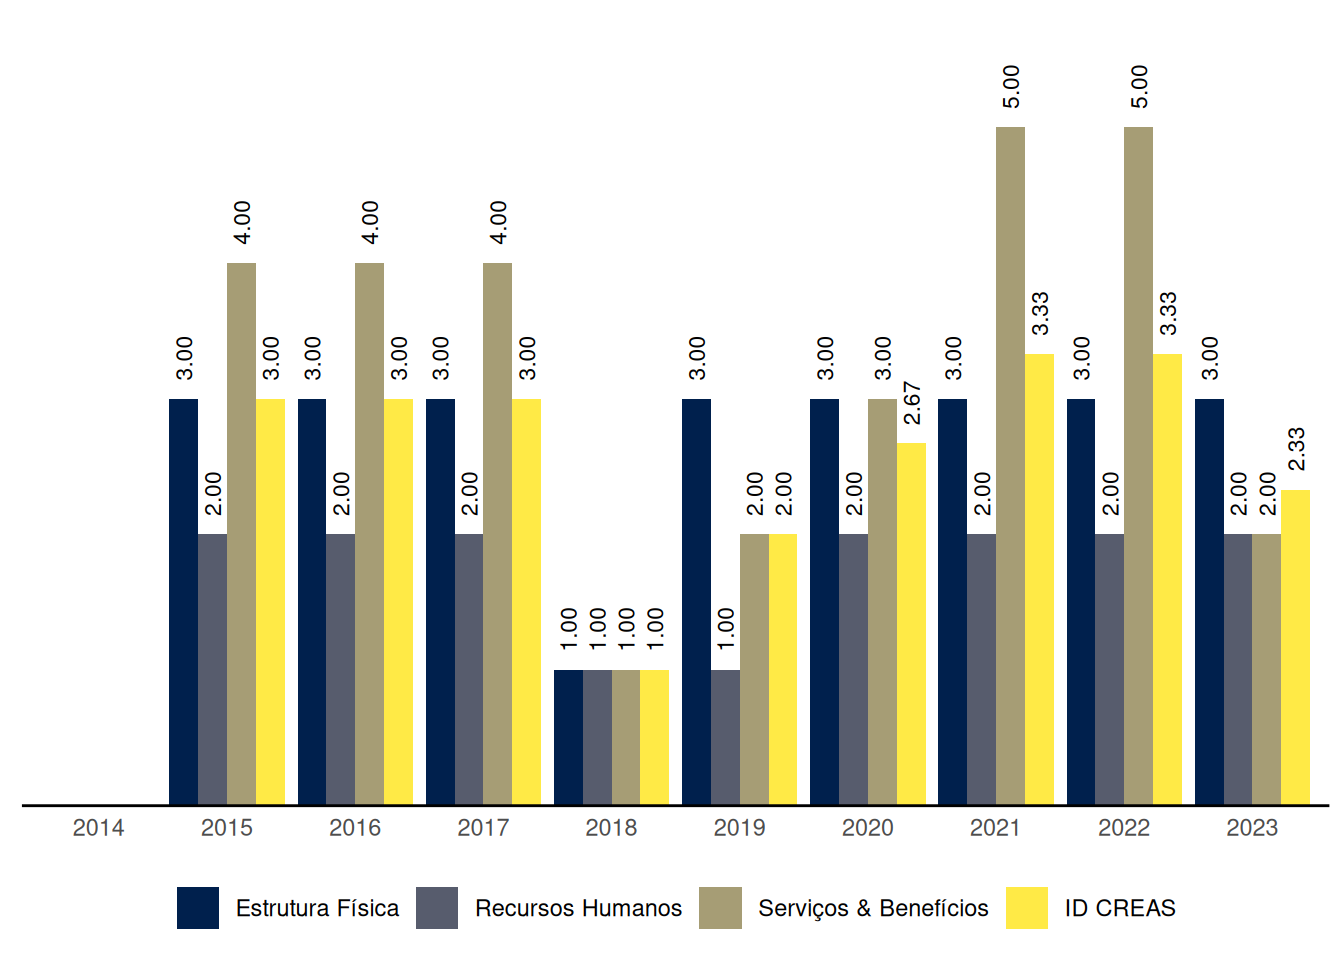 5.00 5.00
4.00 4.00 4.00
3.33 3.33
3.00 3.00 3.00 3.00 3.00 3.00 3.00 3.00 3.00 3.00 3.00 3.00
2.67
2.33
2.00 2.00 2.00 2.00 2.00 2.00 2.00 2.00 2.00 2.00
1.00 1.00 1.00 1.00 1.00
2014 2015 2016 2017 2018 2019 2020 2021 2022 2023
Estrutura Física Recursos Humanos Serviços & Benefícios ID CREAS